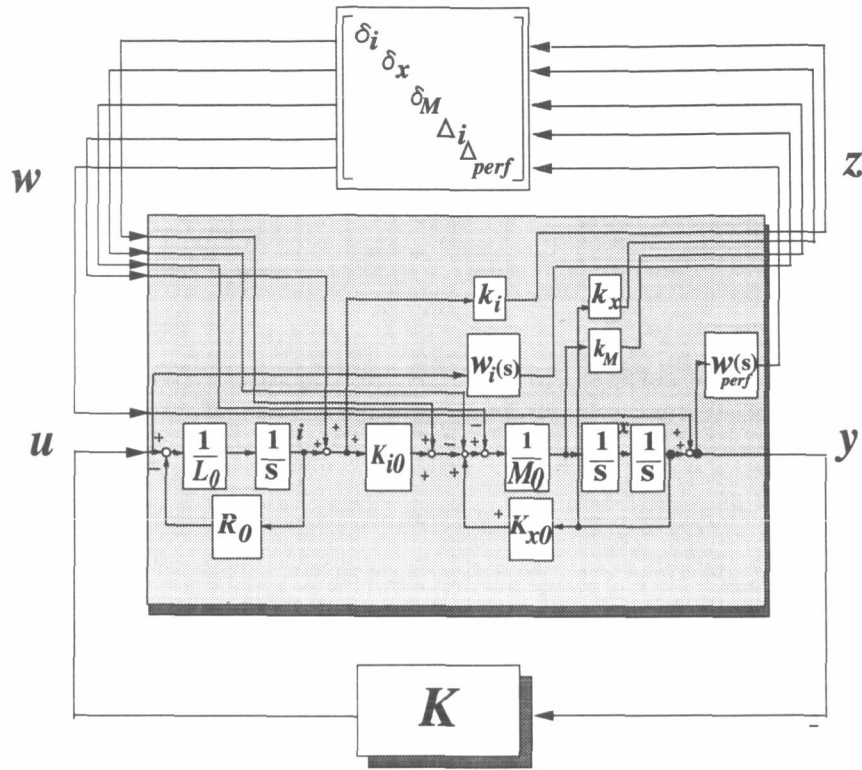 δi
δx
δM
Δi
Δperf
w
z
ki
kx
wi(s)
kM
wperf(s)
u
+
−
1/L0
1/s
i
+
+
+
Ki0
+
+
−
+
−
−
1/M0
x
1/s
1/s
+
+
y
R0
+
Kx0
K
−